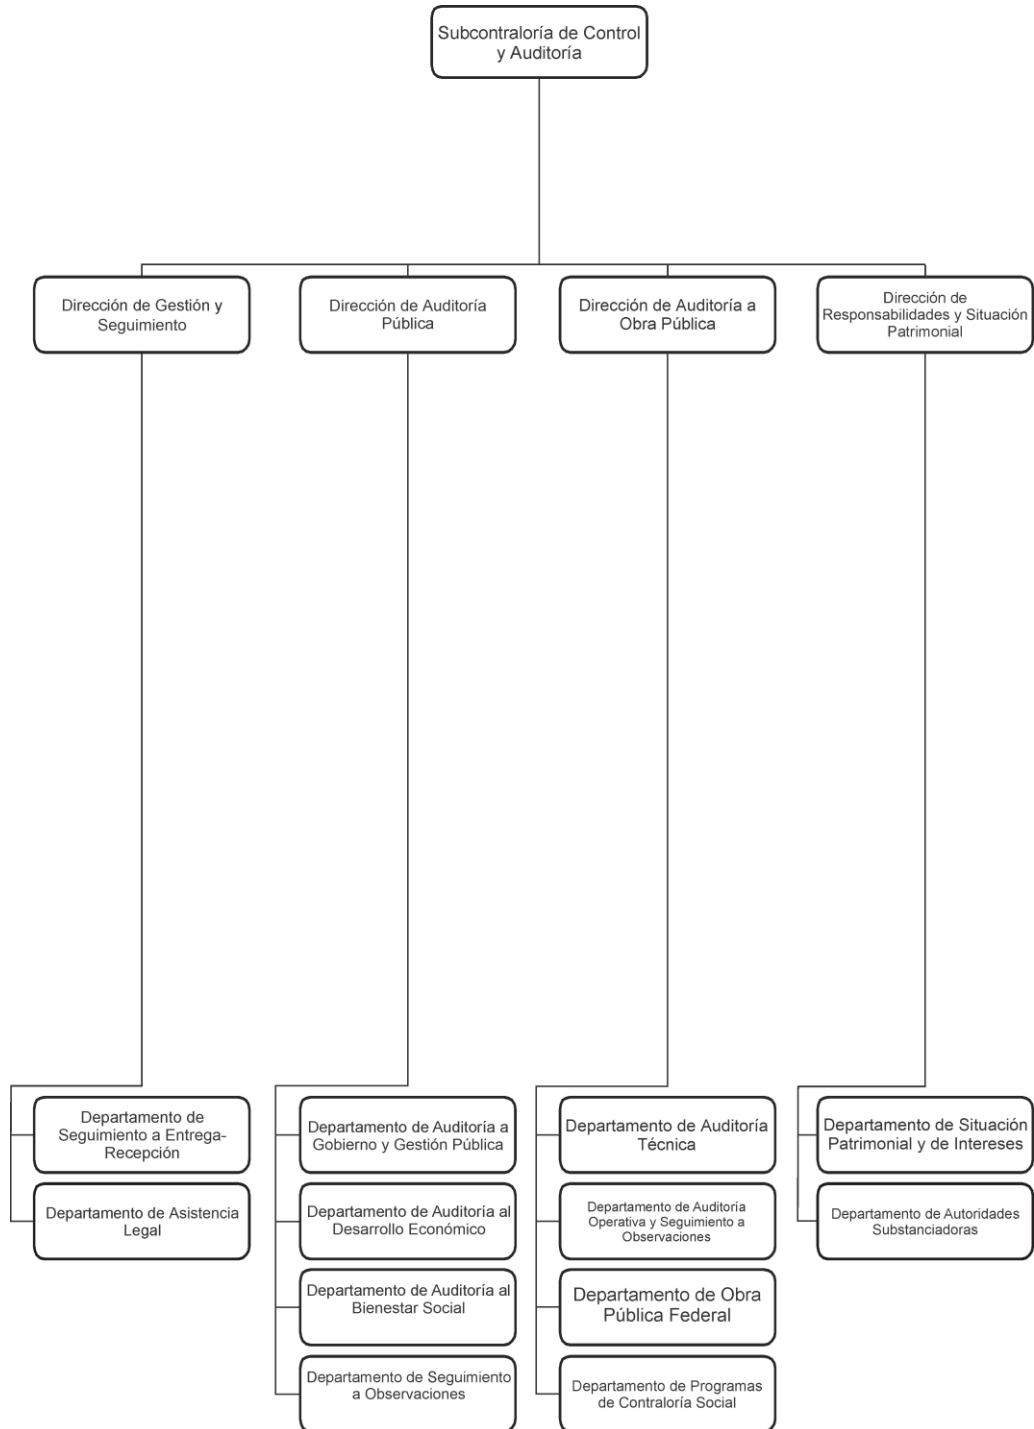 Subcontraloría de Control
y Auditoría
Dirección de Gestión y
Seguimiento
Dirección de Auditoría
Pública
Dirección de Auditoría a
Obra Pública
Dirección de
Responsabilidades y Situación
Patrimonial
Departamento de
Seguimiento a Entrega-
Recepción
Departamento de Asistencia
Legal
Departamento de Auditoría a
Gobierno y Gestión Pública
Departamento de Auditoría al
Desarrollo Económico
Departamento de Auditoría al
Bienestar Social
Departamento de Seguimiento
a Observaciones
Departamento de Auditoría
Técnica
Departamento de Auditoría
Operativa y Seguimiento a
Observaciones
Departamento de Obra
Pública Federal
Departamento de Programas
de Contraloría Social
Departamento de Situación
Patrimonial y de Intereses
Departamento de Autoridades
Substanciadoras